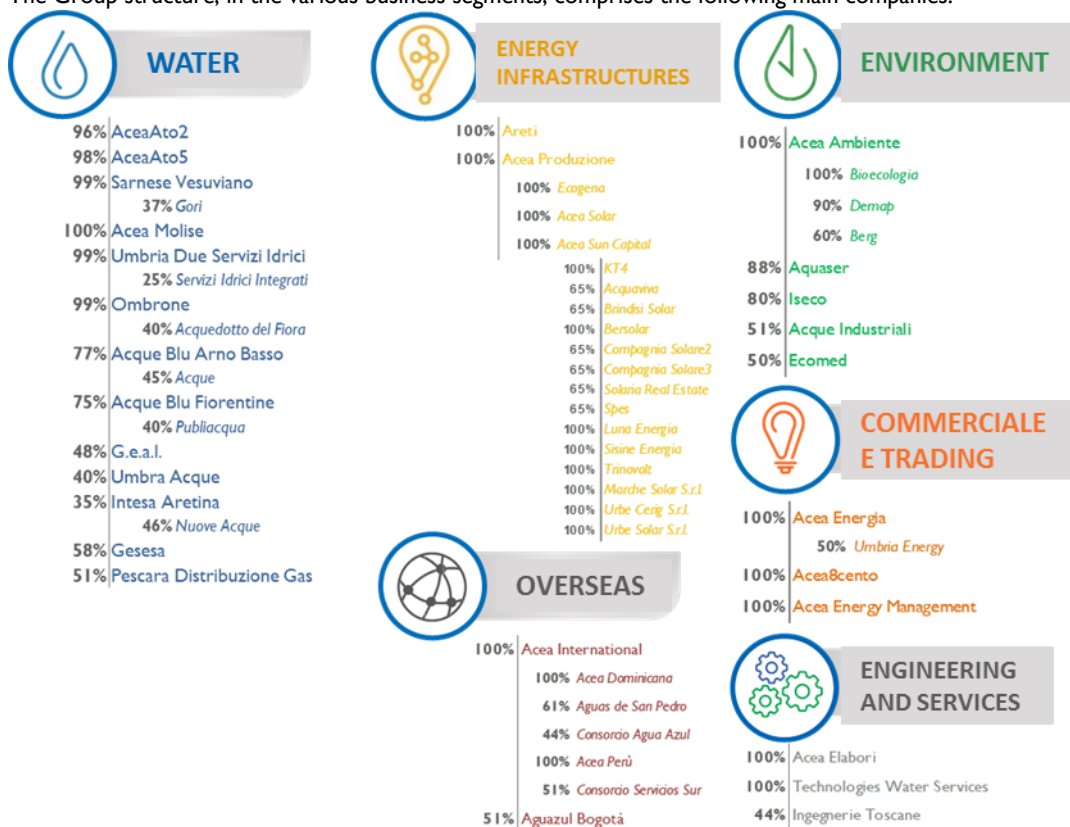 The Group structure, in the various business segments, comprises the following main companies:
WATER
96% AceaAto2
98% AceaAto5
99% Sarnese Vesuviano
37% Gori
100% Acea Molise
99% Umbria Due Servizi Idrici
25% Servizi Idrici Integrati
99% Ombrone
40% Acquedotto del Fiora
77% Acque Blu Arno Basso
45% Acque
75% Acque Blu Fiorentine
40% Publiacqua
48% G.e.a.l.
40% Umbra Acque
35% Intesa Aretina
46% Nuove Acque
58% Gesesa
51% Pescara Distribuzione Gas
ENERGY
INFRASTRUCTURES
100% Areti
100% Acea Produzione
100% Ecogena
100% Acea Solar
100% Acea Sun Capital
100% KT4
65% Acquaviva
65% Brindisi Solar
100% Bersolar
65% Compagnia Solare2
65% Compagnia Solare3
65% Solaria Real Estate
65% Spes
100% Luna Energia
100% Sisine Energia
100% Trinovolt
100% Marche Solar S.r.l.
100% Urbe Cerig S.r.l.
100% Urbe Solar S.r.l.
OVERSEAS
100% Acea International
100% Acea Dominicana
61% Aguas de San Pedro
44% Consorcio Agua Azul
100% Acea Perù
51% Consorcio Servicios Sur
51% Aguazul Bogotà
ENVIRONMENT
100% Acea Ambiente
100% Bioecologia
90% Demap
60% Berg
88% Aquaser
80% Iseco
51% Acque Industriali
50% Ecomed
COMMERCIALE
E TRADING
100% Acea Energia
50% Umbria Energy
100% Acea8cento
100% Acea Energy Management
ENGINEERING
AND SERVICES
100% Acea Elabori
100% Technologies Water Services
44% Ingegnerie Toscane